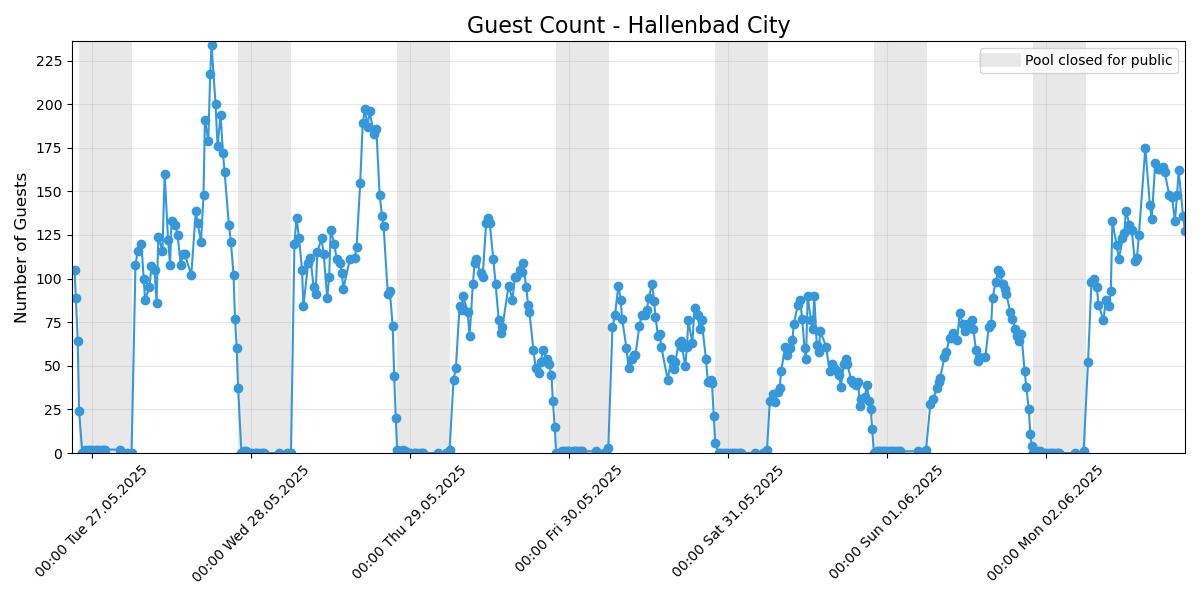 Guest Count - Hallenbad City
Pool closed for public
Number of Guests
225
200
175
150
125
100
75
50
25
0
00:00 Tue 27.05.2025
00:00 Wed 28.05.2025
00:00 Thu 29.05.2025
00:00 Fri 30.05.2025
00:00 Sat 31.05.2025
00:00 Sun 01.06.2025
00:00 Mon 02.06.2025